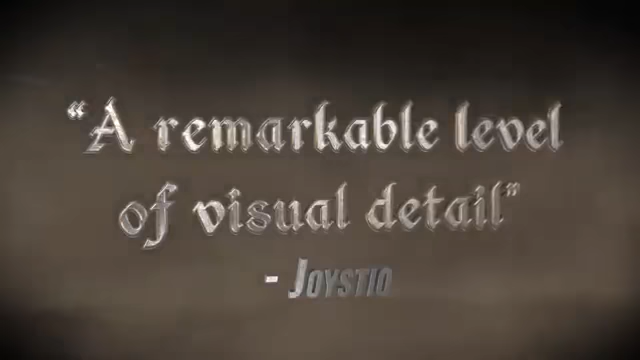 “A remarkable level
of visual detail”
- JOYSTIQ